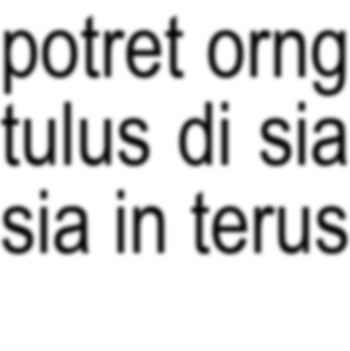 potret orng
tulus di sia
sia in terus